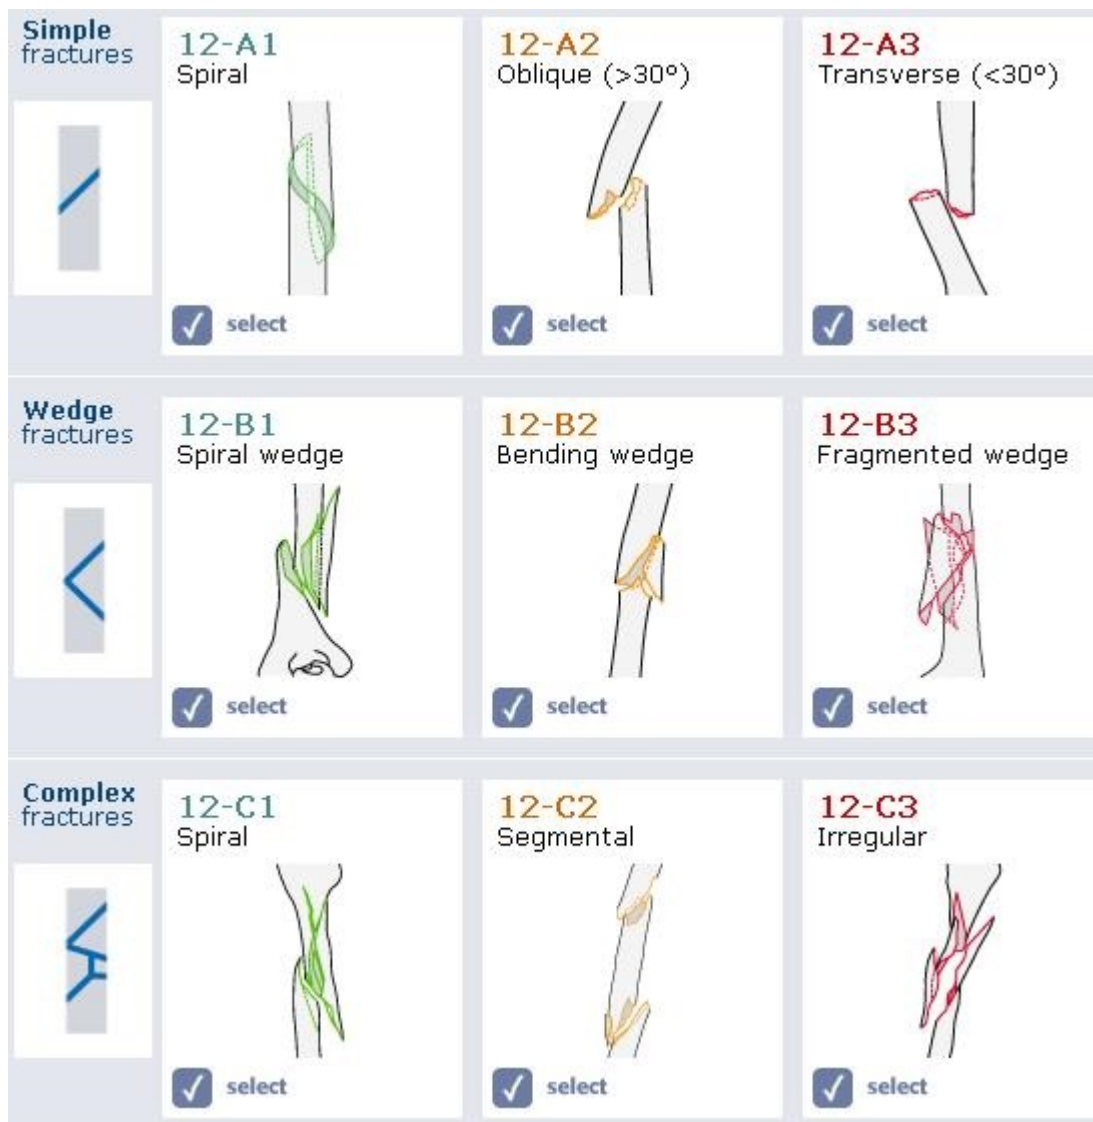 Simple
fractures
12-A1
Spiral
select
12-A2
Oblique (>30º)
select
12-A3
Transverse (<30º)
select
Wedge
fractures
12-B1
Spiral wedge
select
12-B2
Bending wedge
select
12-B3
Fragmented wedge
select
Complex
fractures
12-C1
Spiral
select
12-C2
Segmental
select
12-C3
Irregular
select